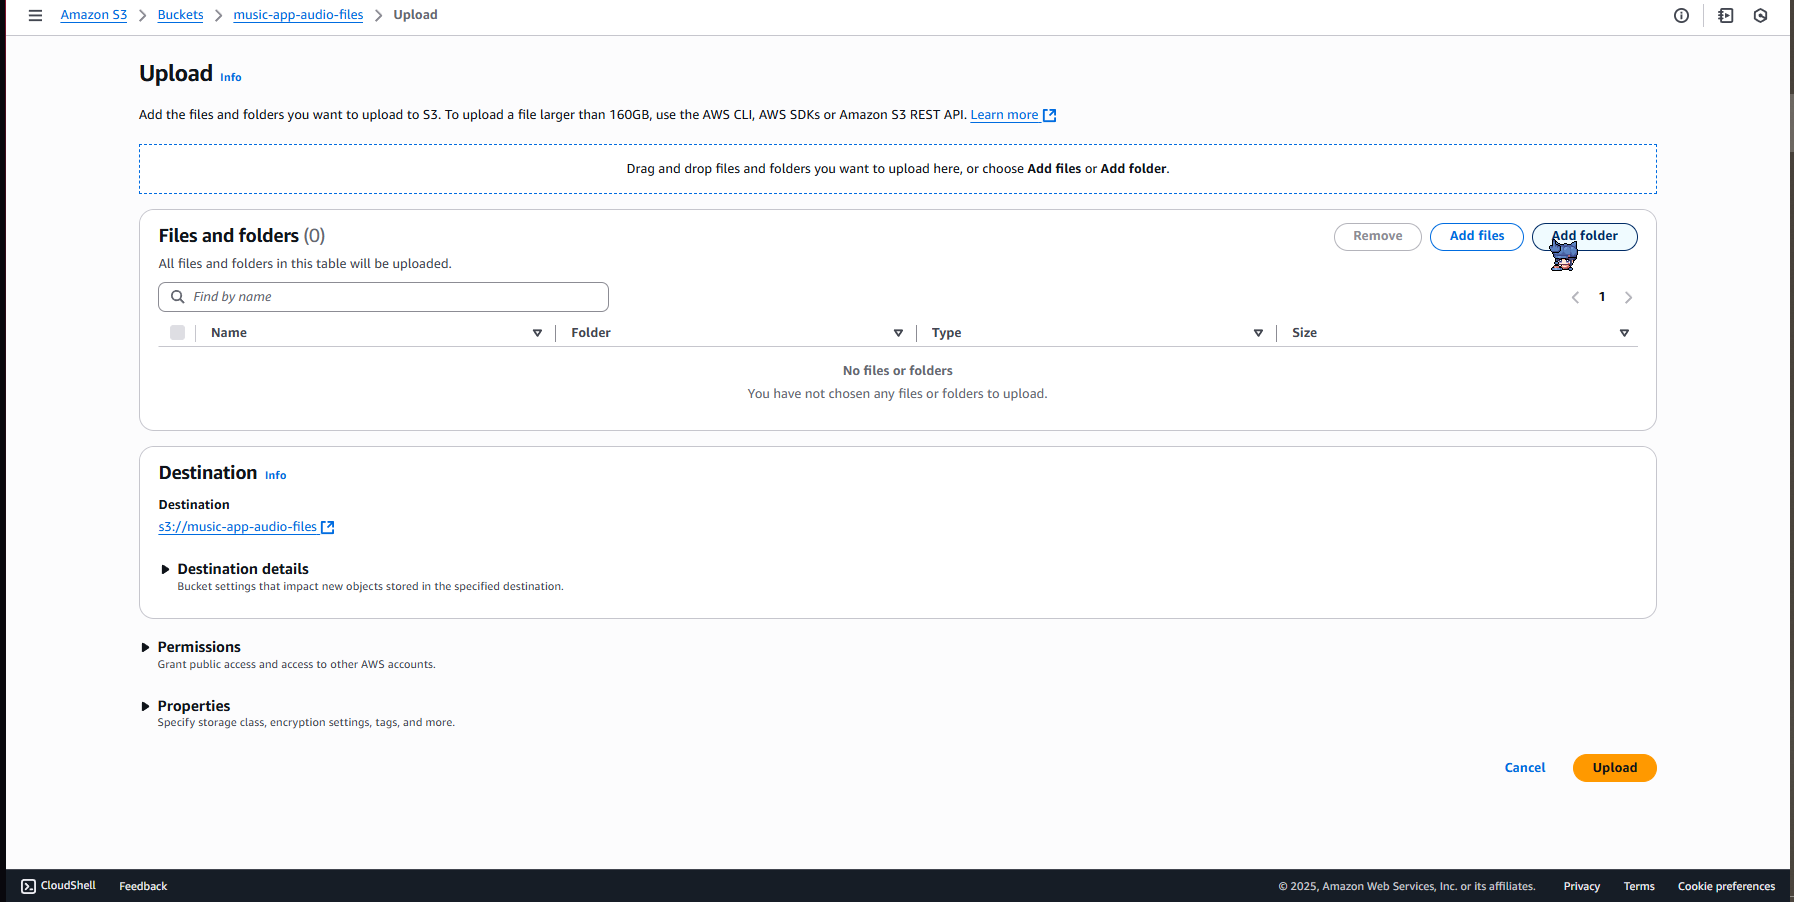 Amazon S3 > Buckets > music-app-audio-files > Upload
Upload Info
Add the files and folders you want to upload to S3. To upload a file larger than 160GB, use the AWS CLI, AWS SDKs or Amazon S3 REST API. Learn more
Drag and drop files and folders you want to upload here, or choose Add files or Add folder.
Files and folders (0)
Remove Add files Add folder
All files and folders in this table will be uploaded.
Find by name
1
Name Folder Type Size
No files or folders
You have not chosen any files or folders to upload.
Destination Info
Destination
s3://music-app-audio-files
Destination details
Bucket settings that impact new objects stored in the specified destination.
Permissions
Grant public access and access to other AWS accounts.
Properties
Specify storage class, encryption settings, tags, and more.
Cancel Upload
CloudShell Feedback © 2025, Amazon Web Services, Inc. or its affiliates. Privacy Terms Cookie preferences